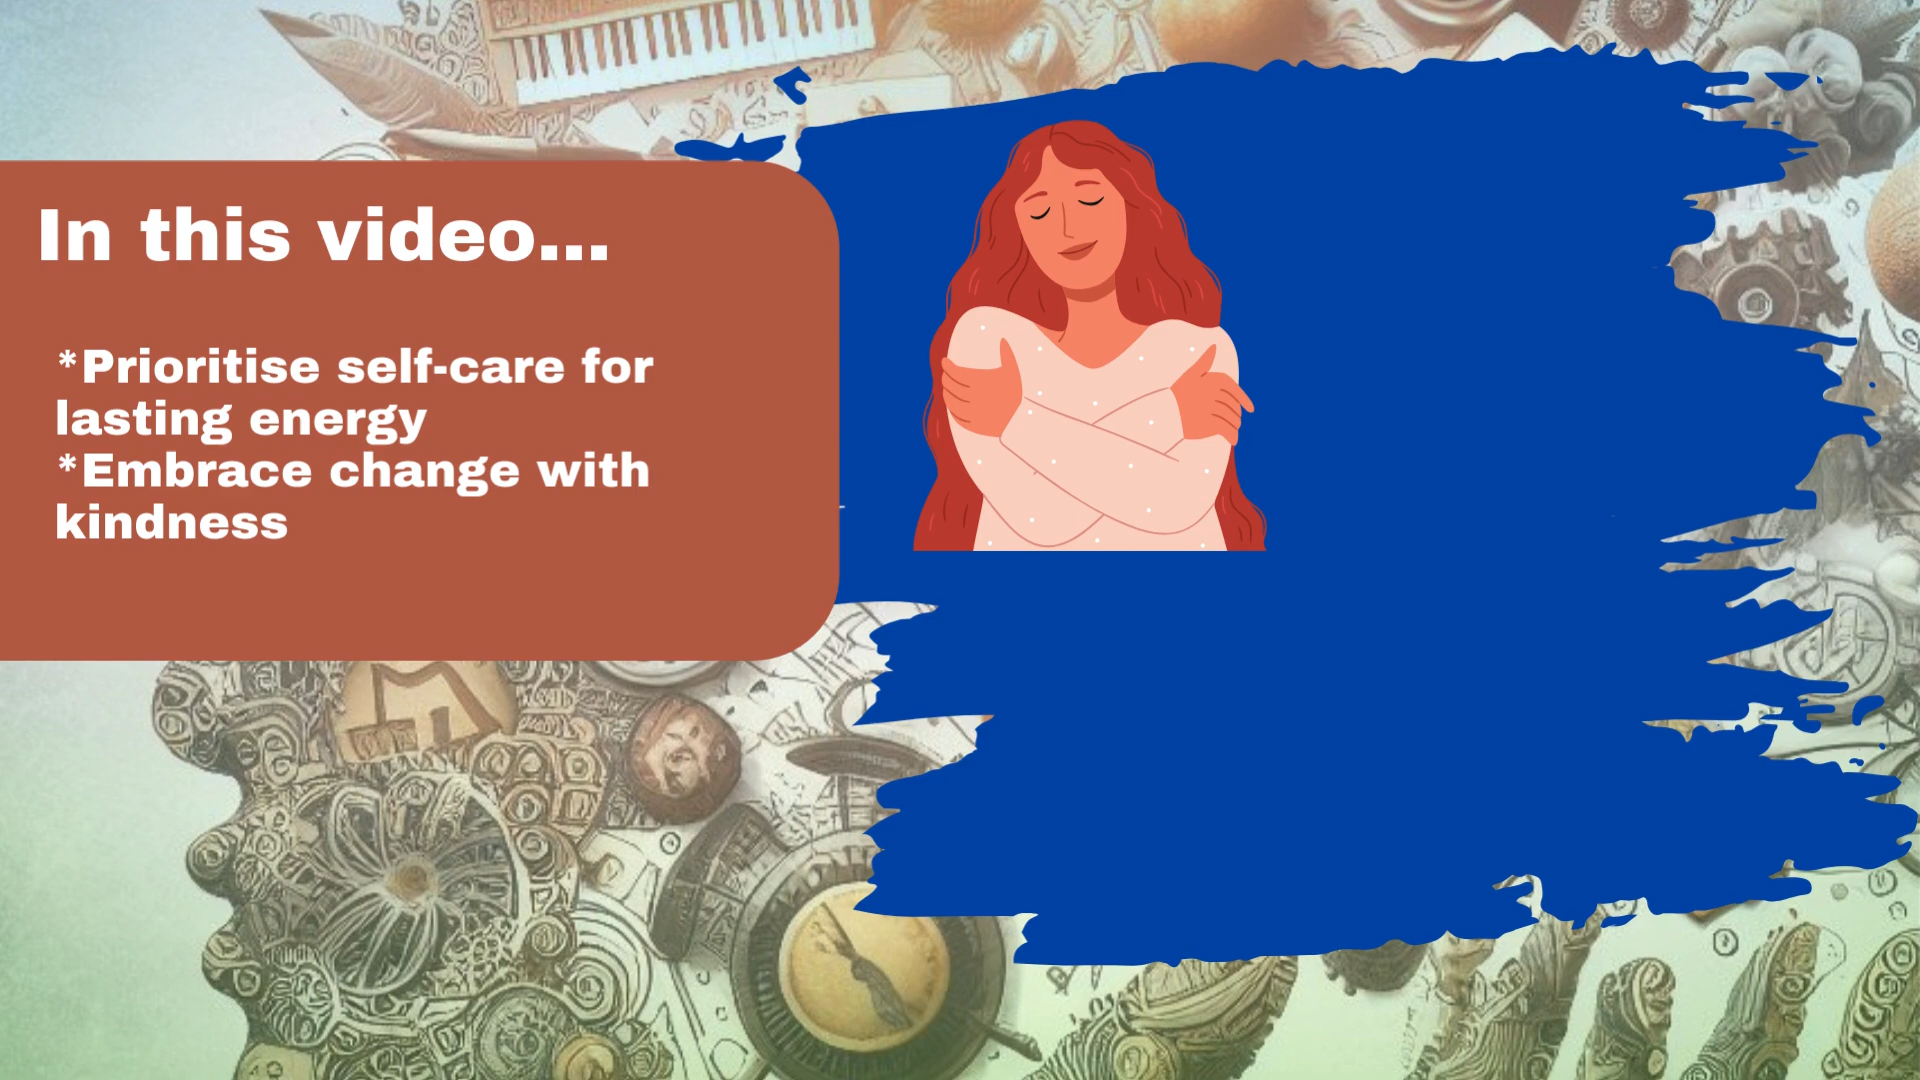 In this video...
*Prioritise self-care for
lasting energy
*Embrace change with
kindness